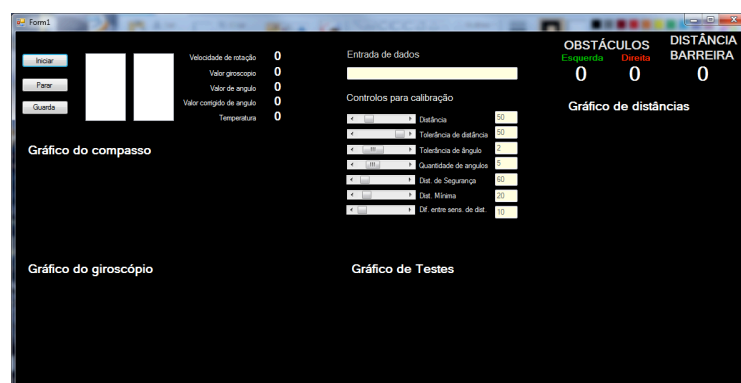 Form1
Iniciar
Parar
Guarda
Velocidade de rotação 0
Valor giroscopio 0
Valor de angulo 0
Valor corrigido de angulo 0
Temperatura 0
Entrada de dados
Controlos para calibração
Distância 50
Tolerância de distância 50
Tolerância de ângulo 2
Quantidade de angulos 5
Dist. de Segurança 60
Dist. Mínima 20
Dif. entre sens. de dist. 10
OBSTÁCULOS
Esquerda Direita
0 0
DISTÂNCIA
BARREIRA
0
Gráfico de distâncias
Gráfico do compasso
Gráfico do giroscópio
Gráfico de Testes